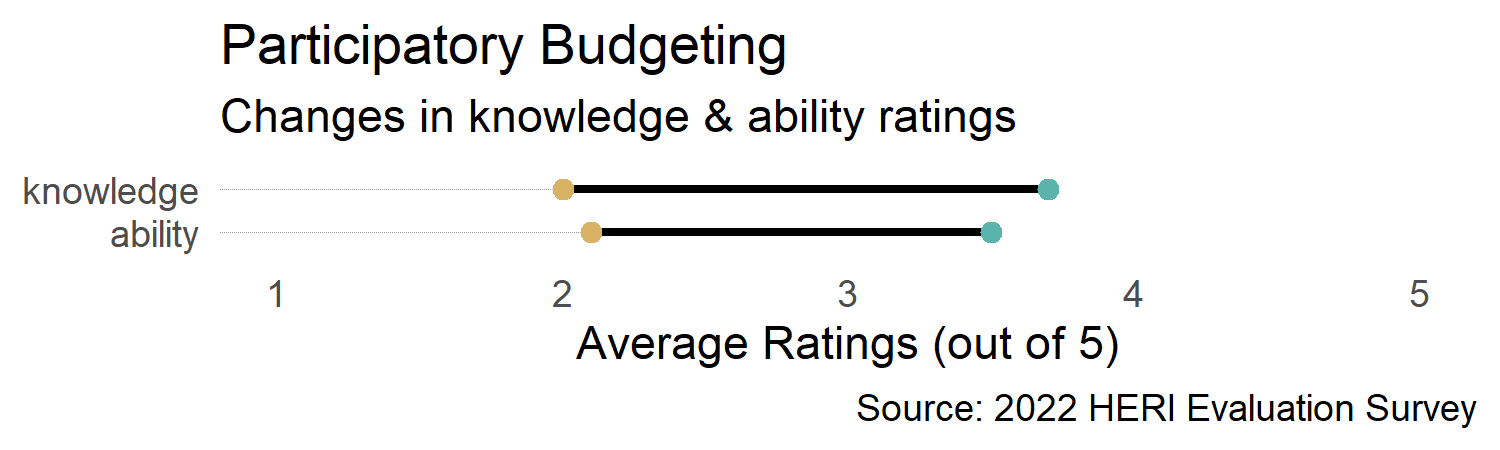 Participatory Budgeting
Changes in knowledge & ability ratings
knowledge
ability
1 2 3 4 5
Average Ratings (out of 5)
Source: 2022 HERI Evaluation Survey